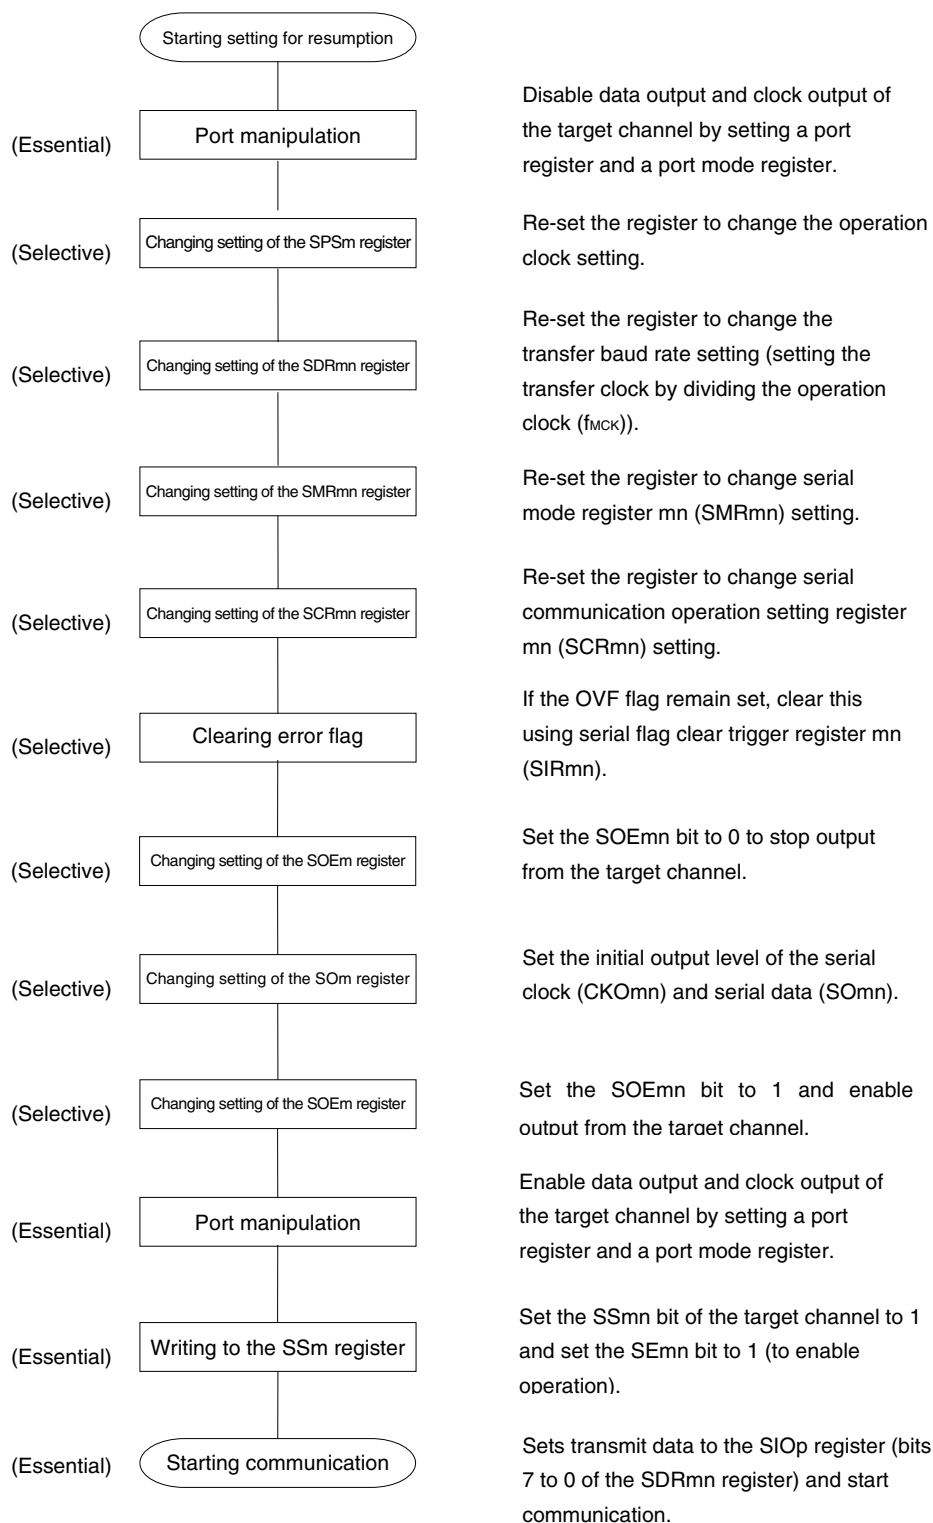 Starting setting for resumption
(Essential)
Port manipulation
Disable data output and clock output of
the target channel by setting a port
register and a port mode register.
(Selective)
Changing setting of the SPSm register
Re-set the register to change the operation
clock setting.
(Selective)
Changing setting of the SDRmn register
Re-set the register to change the
transfer baud rate setting (setting the
transfer clock by dividing the operation
clock (fMCK)).
(Selective)
Changing setting of the SMRmn register
Re-set the register to change serial
mode register mn (SMRmn) setting.
(Selective)
Changing setting of the SCRmn register
Re-set the register to change serial
communication operation setting register
mn (SCRmn) setting.
(Selective)
Clearing error flag
If the OVF flag remain set, clear this
using serial flag clear trigger register mn
(SIRmn).
(Selective)
Changing setting of the SOEm register
Set the SOEmn bit to 0 to stop output
from the target channel.
(Selective)
Changing setting of the SOm register
Set the initial output level of the serial
clock (CKOmn) and serial data (SOmn).
(Selective)
Changing setting of the SOEm register
Set the SOEmn bit to 1 and enable
output from the target channel.
(Essential)
Port manipulation
Enable data output and clock output of
the target channel by setting a port
register and a port mode register.
(Essential)
Writing to the SSm register
Set the SSmn bit of the target channel to 1
and set the SEmn bit to 1 (to enable
operation).
(Essential)
Starting communication
Sets transmit data to the SIOp register (bits
7 to 0 of the SDRmn register) and start
communication.